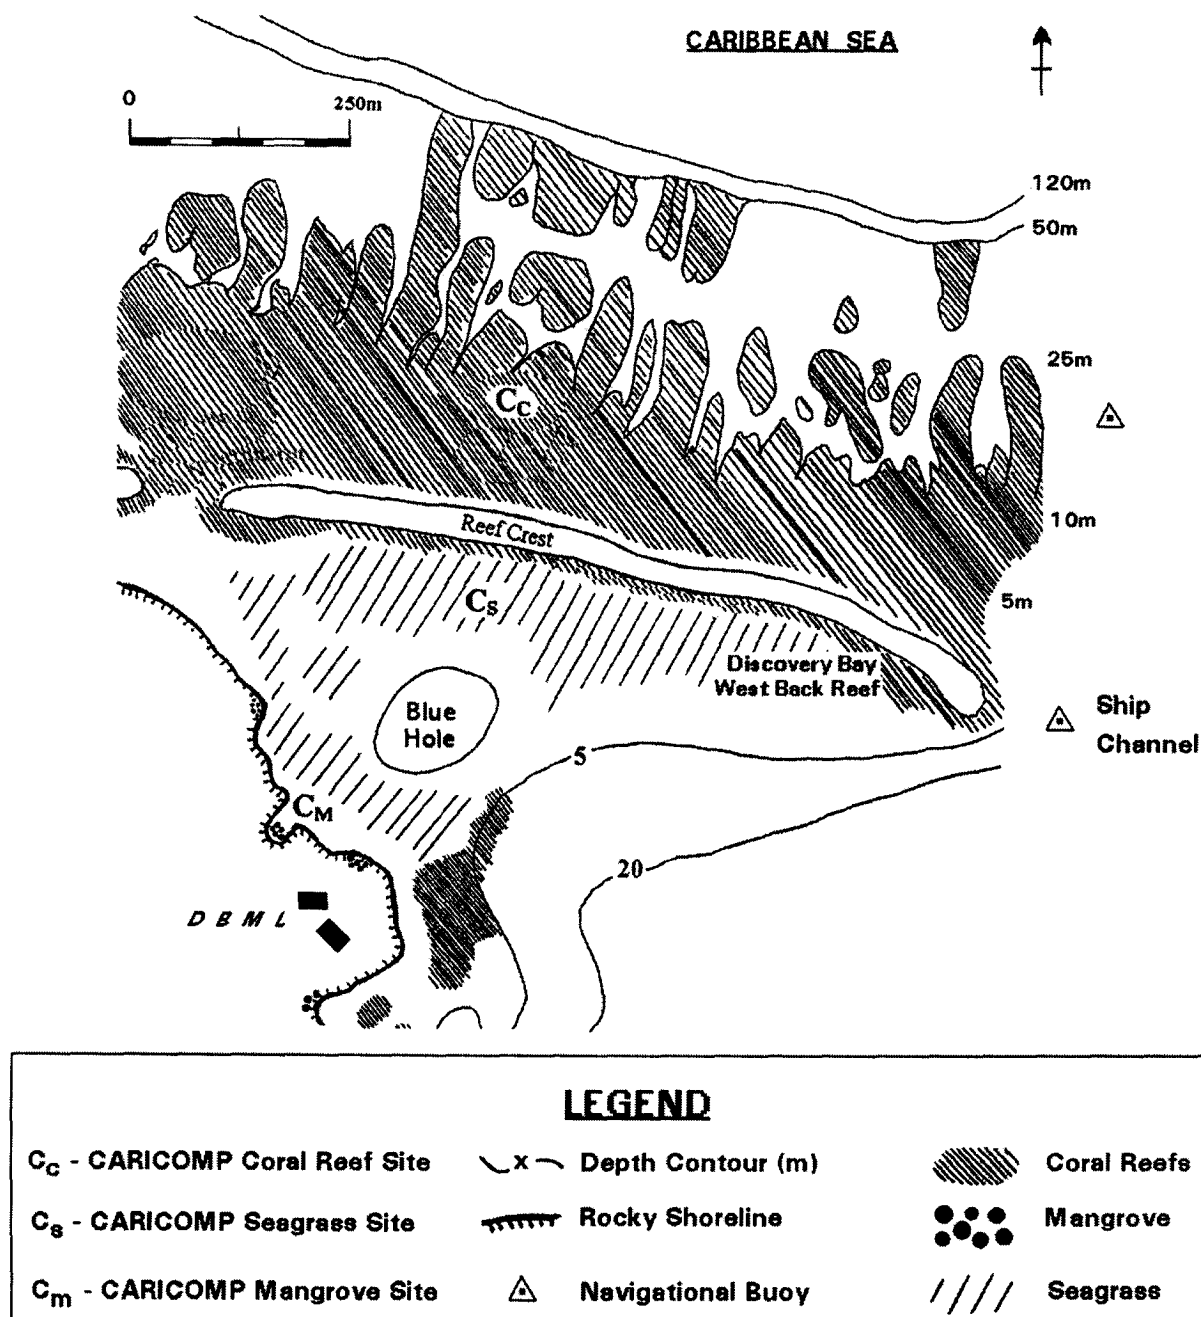 CARIBBEAN SEA
0
250m
120m
50m
25m
10m
5m
Cc
Reef Crest
Cs
Discovery Bay
West Back Reef
Blue
Hole
Ship
Channel
5
CM
20
D B M L
LEGEND
Cc - CARICOMP Coral Reef Site
x Depth Contour (m)
Coral Reefs
Cs - CARICOMP Seagrass Site
Rocky Shoreline
Mangrove
Cm - CARICOMP Mangrove Site
Navigational Buoy
Seagrass